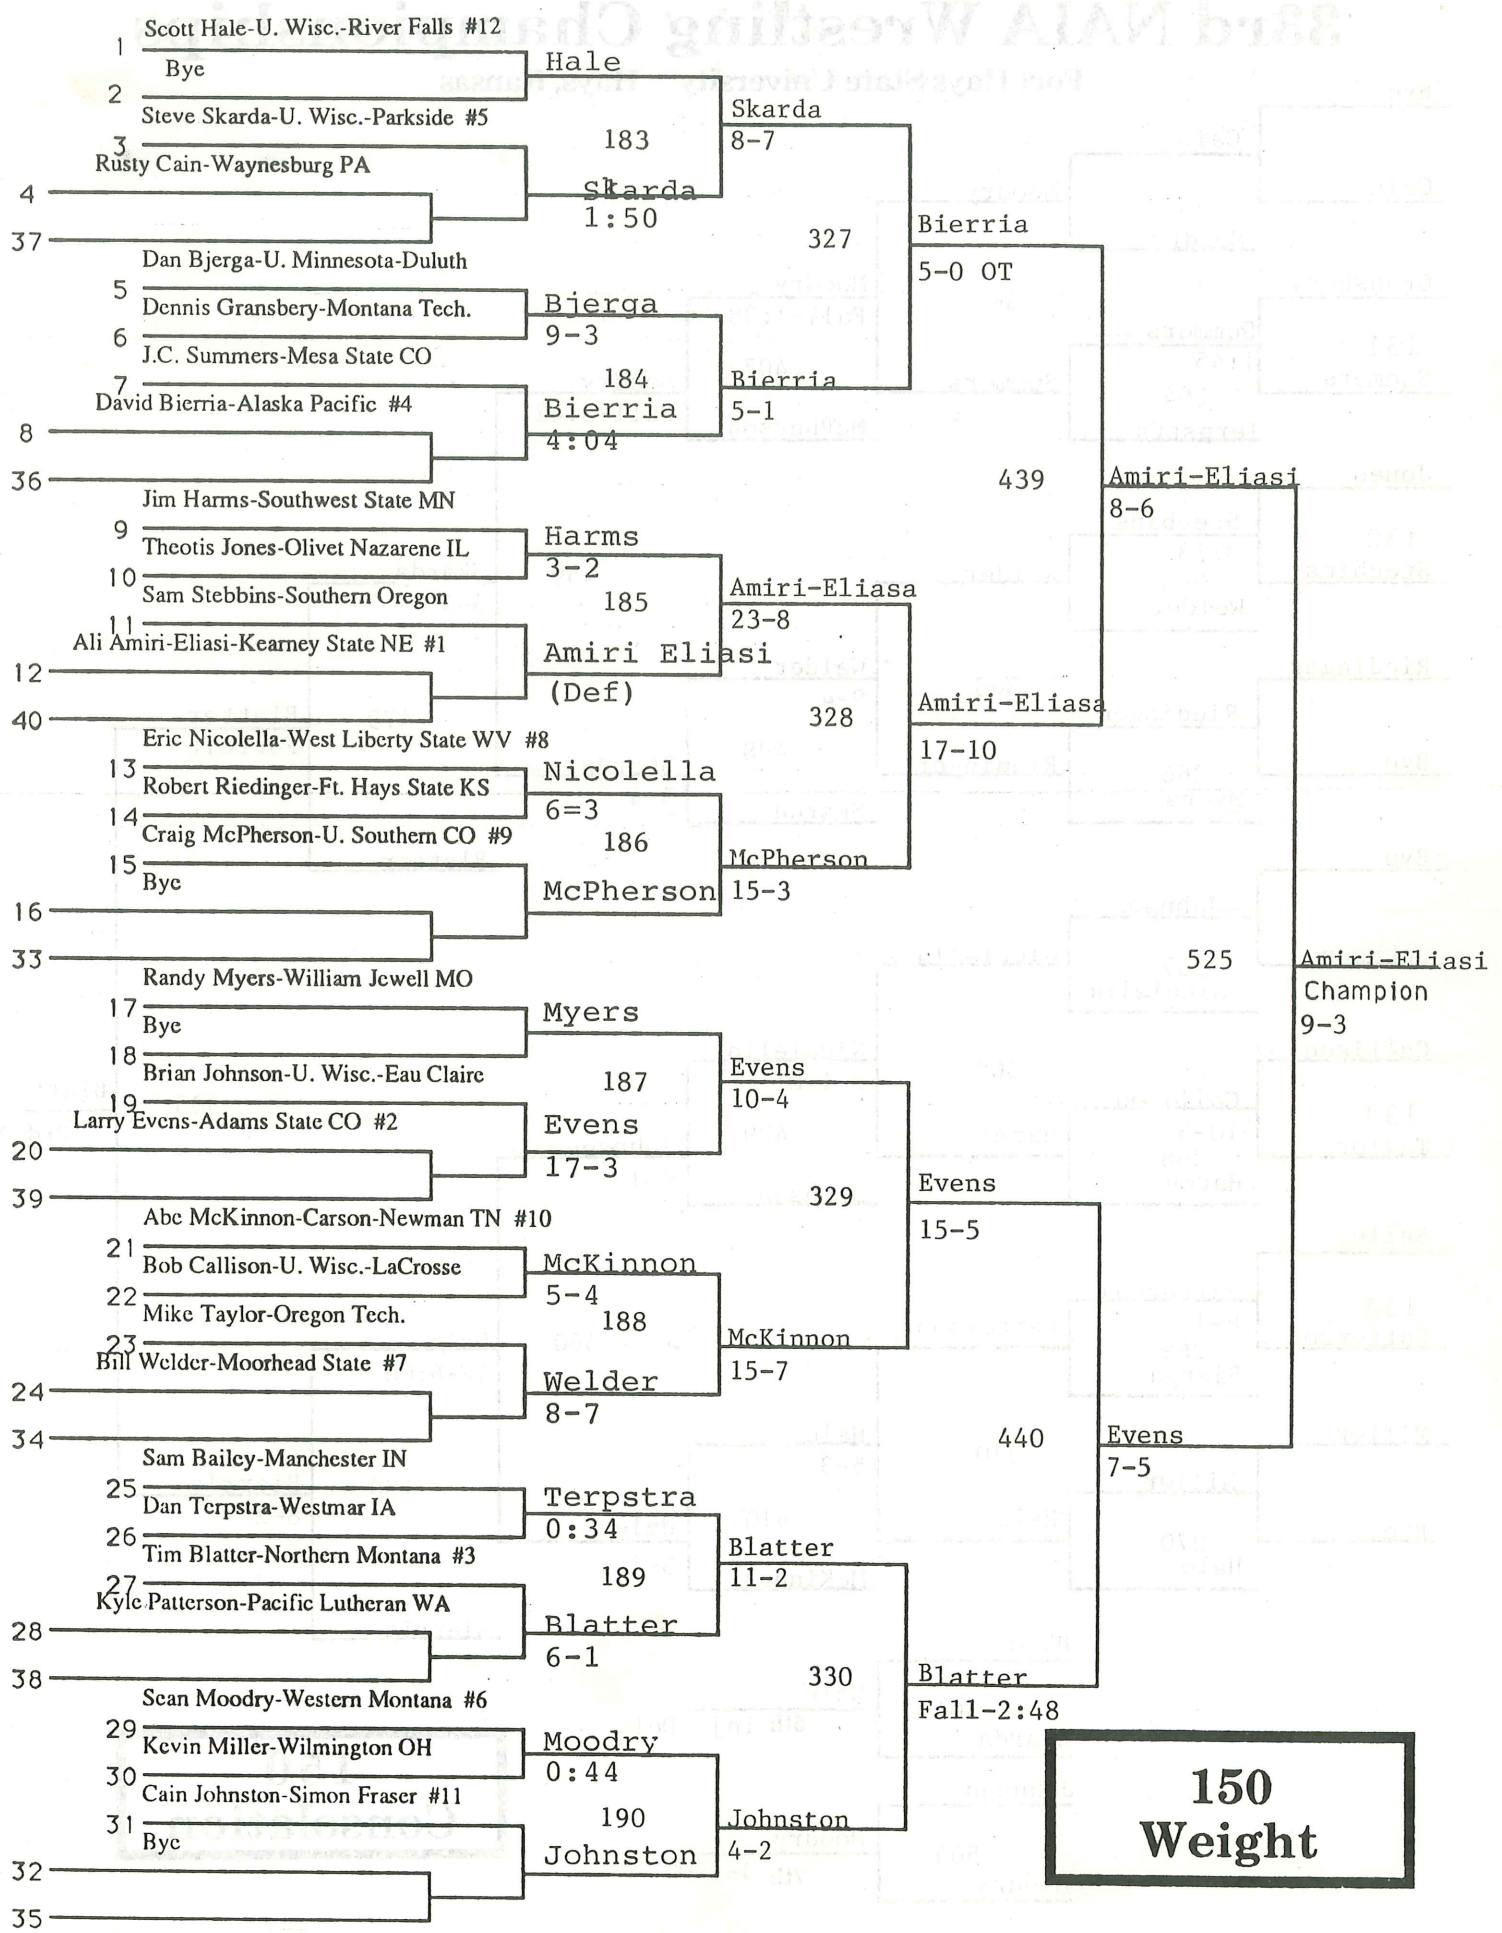 Scott Hale-U. Wisc.-River Falls #12
1
Bye
2
Hale
Steve Skarda-U. Wisc.-Parkside #5
3
Rusty Cain-Waynesburg PA
4
37
183
Skarda
1:50
Skarda
8-7
Dan Bjerga-U. Minnesota-Duluth
5
Dennis Gransbery-Montana Tech.
6
Bjerga
9-3
J.C. Summers-Mesa State CO
7
David Bierria-Alaska Pacific #4
8
36
184
Bierria
4:04
Bierria
5-1
327
Bierria
5-0 OT
Jim Harms-Southwest State MN
9
Theotis Jones-Olivet Nazarene IL
10
Harms
3-2
Sam Stebbins-Southern Oregon
11
Ali Amiri-Eliasi-Kearney State NE #1
12
40
185
Amiri Eliasi
(Def)
Amiri-Eliasa
23-8
Eric Nicolella-West Liberty State WV #8
13
Robert Riedinger-Ft. Hays State KS
14
Nicolella
6=3
Craig McPherson-U. Southern CO #9
15
Bye
16
33
186
McPherson
McPherson
15-3
328
Amiri-Eliasa
17-10
439
Amiri-Eliasi
8-6
Randy Myers-William Jewell MO
17
Bye
18
Myers
Brian Johnson-U. Wisc.-Eau Claire
19
Larry Evens-Adams State CO #2
20
39
187
Evens
17-3
Evens
10-4
Abe McKinnon-Carson-Newman TN #10
21
Bob Callison-U. Wisc.-LaCrosse
22
McKinnon
5-4
Mike Taylor-Oregon Tech.
23
Bill Welder-Moorhead State #7
24
34
188
Welder
8-7
McKinnon
15-7
329
Evens
15-5
Sam Bailey-Manchester IN
25
Dan Terpstra-Westmar IA
26
Terpstra
0:34
Tim Blatter-Northern Montana #3
27
Kyle Patterson-Pacific Lutheran WA
28
38
189
Blatter
6-1
Blatter
11-2
Sean Moodry-Western Montana #6
29
Kevin Miller-Wilmington OH
30
Moodry
0:44
Cain Johnston-Simon Fraser #11
31
Bye
32
35
190
Johnston
Johnston
4-2
330
Blatter
Fall-2:48
440
Evens
7-5
525
Amiri-Eliasi
Champion
9-3
150
Weight